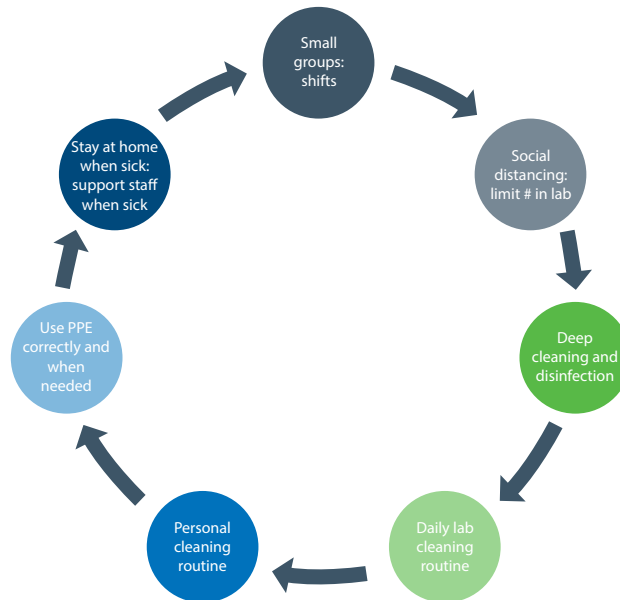 Small
groups:
shifts
Social
distancing:
limit # in lab
Deep
cleaning and
disinfection
Daily lab
cleaning
routine
Personal
cleaning
routine
Use PPE
correctly and
when
needed
Stay at home
when sick:
support staff
when sick